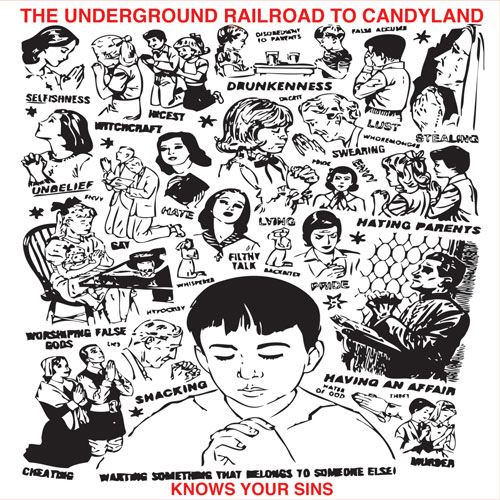 THE UNDERGROUND RAILROAD TO CANDYLAND
DISOBEDIENT
TO PARENTS
FALSE ACCUSE
SELFISHNESS
INCEST
DRUNKENNESS
WITCHCRAFT
DECEIT
LUST
WHOREMONGER
STEALING
SWEARING
PRIDE
ENVY
UNBELIEF
ENVY
HATE
LYING
HATING PARENTS
GAY
FILTHY
TALK
BACKBITER
WHISPERER
PRIDE
HYPOCRISY
WORSHIPING FALSE
GODS
LIES
SHACKING
HAVING AN AFFAIR
HATER
OF GOD
THEFT
CHEATING
MURDER
WANTING SOMETHING THAT BELONGS TO SOMEONE ELSE!
KNOWS YOUR SINS